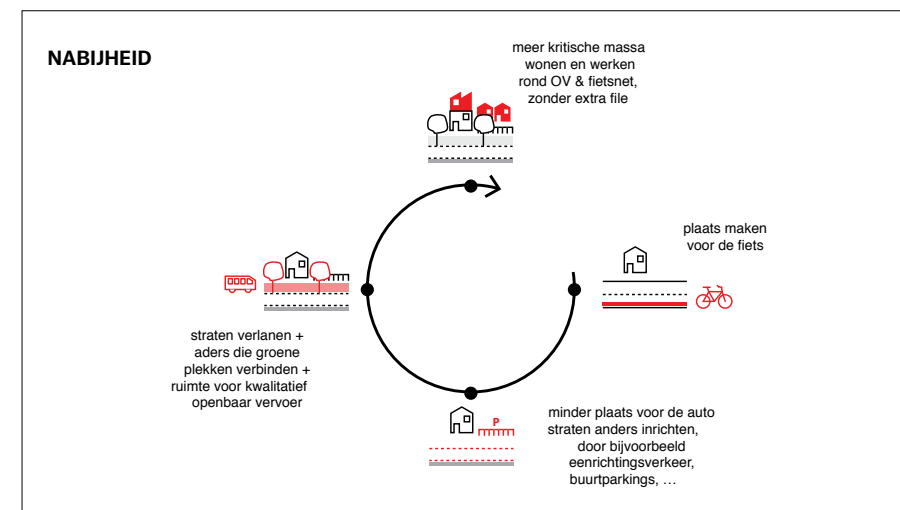 NABIJHEID
meer kritische massa
wonen en werken
rond OV & fietsnet,
zonder extra file
plaats maken
voor de fiets
straten verlanen +
aders die groene
plekken verbinden +
ruimte voor kwalitatief
openbaar vervoer
P
minder plaats voor de auto
straten anders inrichten,
door bijvoorbeeld
eenrichtingsverkeer,
buurtparkings, …